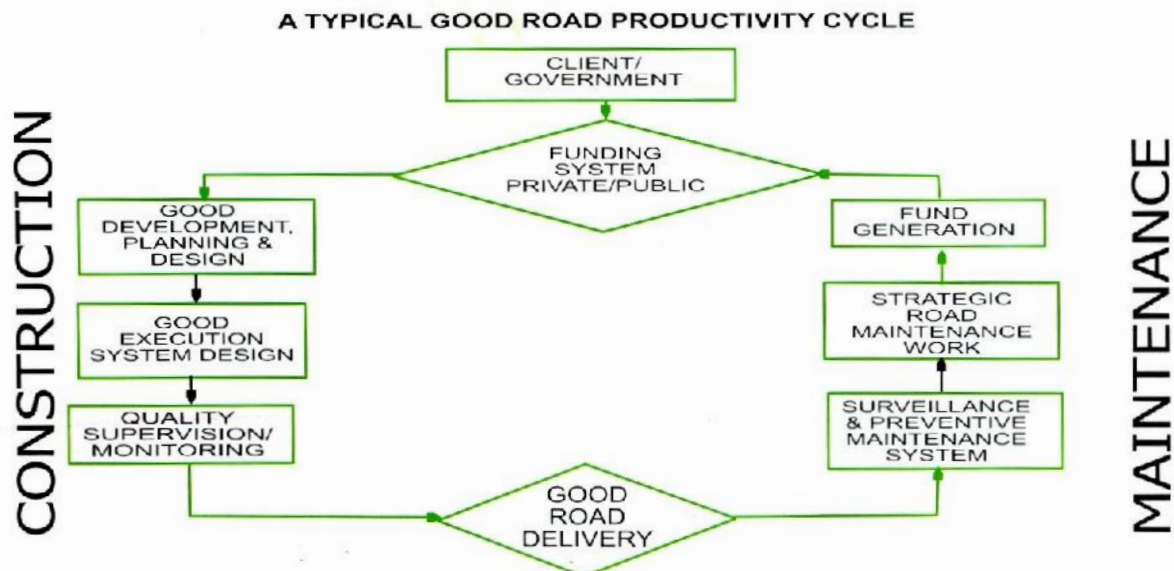 A TYPICAL GOOD ROAD PRODUCTIVITY CYCLE
CLIENT/
GOVERNMENT
FUNDING
SYSTEM
PRIVATE/PUBLIC
CONSTRUCTION
GOOD
DEVELOPMENT,
PLANNING &
DESIGN
GOOD
EXECUTION
SYSTEM DESIGN
QUALITY
SUPERVISION/
MONITORING
GOOD
ROAD
DELIVERY
FUND
GENERATION
STRATEGIC
ROAD
MAINTENANCE
WORK
SURVEILLANCE
& PREVENTIVE
MAINTENANCE
SYSTEM
MAINTENANCE